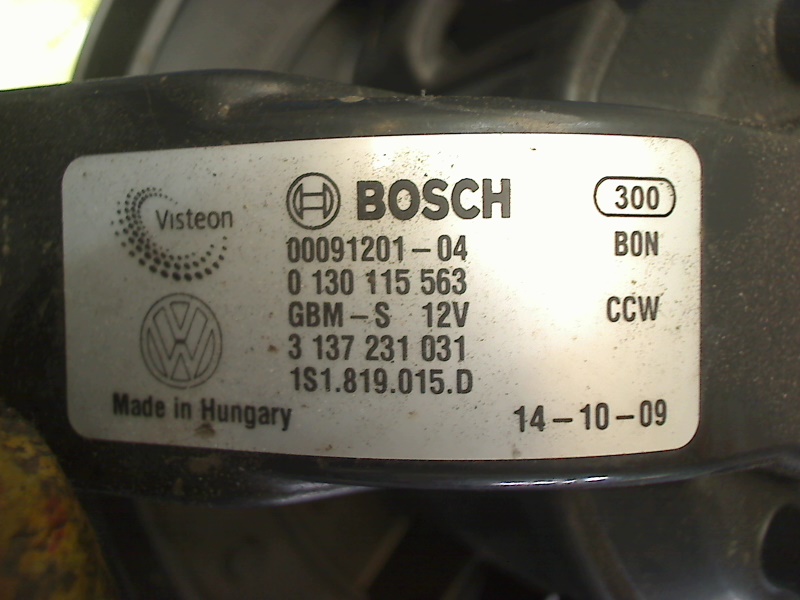 Visteon
BOSCH
300
00091201-04
BON
0 130 115 563
GBM-S 12V
CCW
3 137 231 031
1S1.819.015.D
Made in Hungary
14-10-09